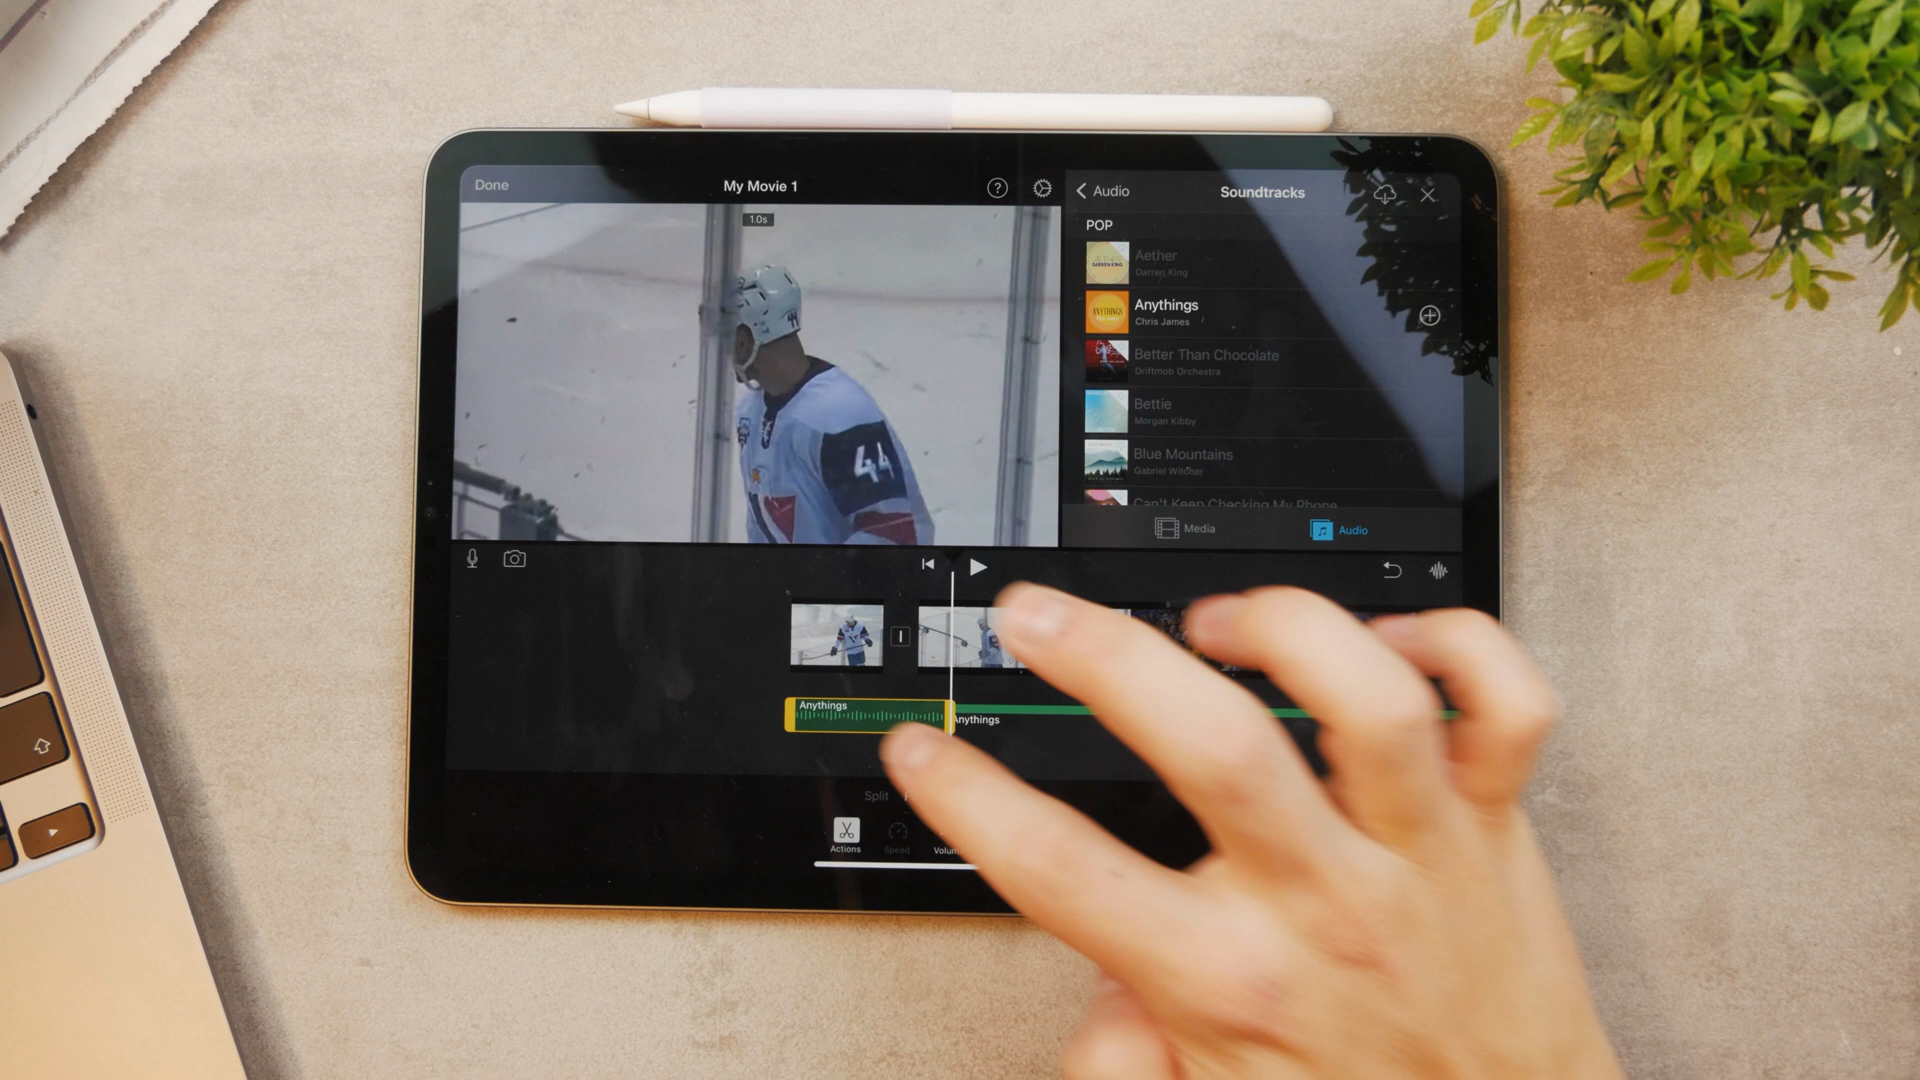 Done
My Movie 1
?
1.0s
44
44
Audio
Soundtracks
POP
Aether
Darren King
Anythings
Chris James
Better Than Chocolate
Driftmob Orchestra
Bettie
Morgan Kibby
Blue Mountains
Gabriel Witcher
Can't Keep Checking My Phone
Media
Audio
Anythings
Anythings
Split
Actions
Speed